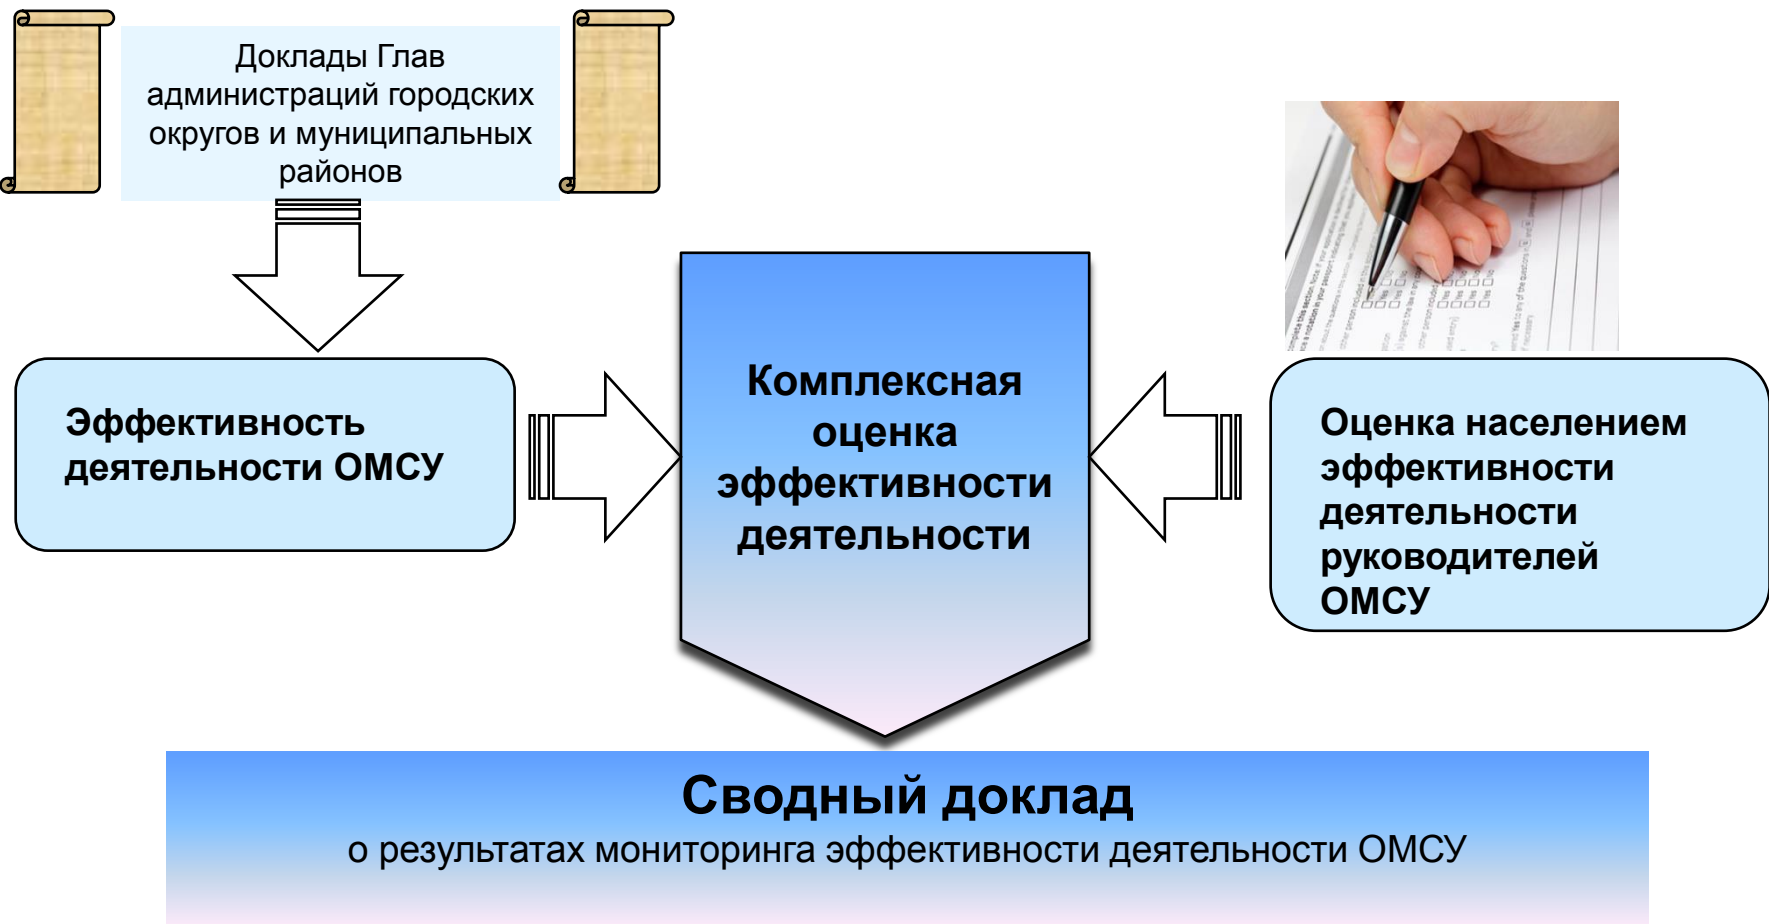 Доклады Глав
администраций городских
округов и муниципальных
районов
Эффективность
деятельности ОМСУ
Комплексная
оценка
эффективности
деятельности
Оценка населением
эффективности
деятельности
руководителей
ОМСУ
Сводный доклад
о результатах мониторинга эффективности деятельности ОМСУ